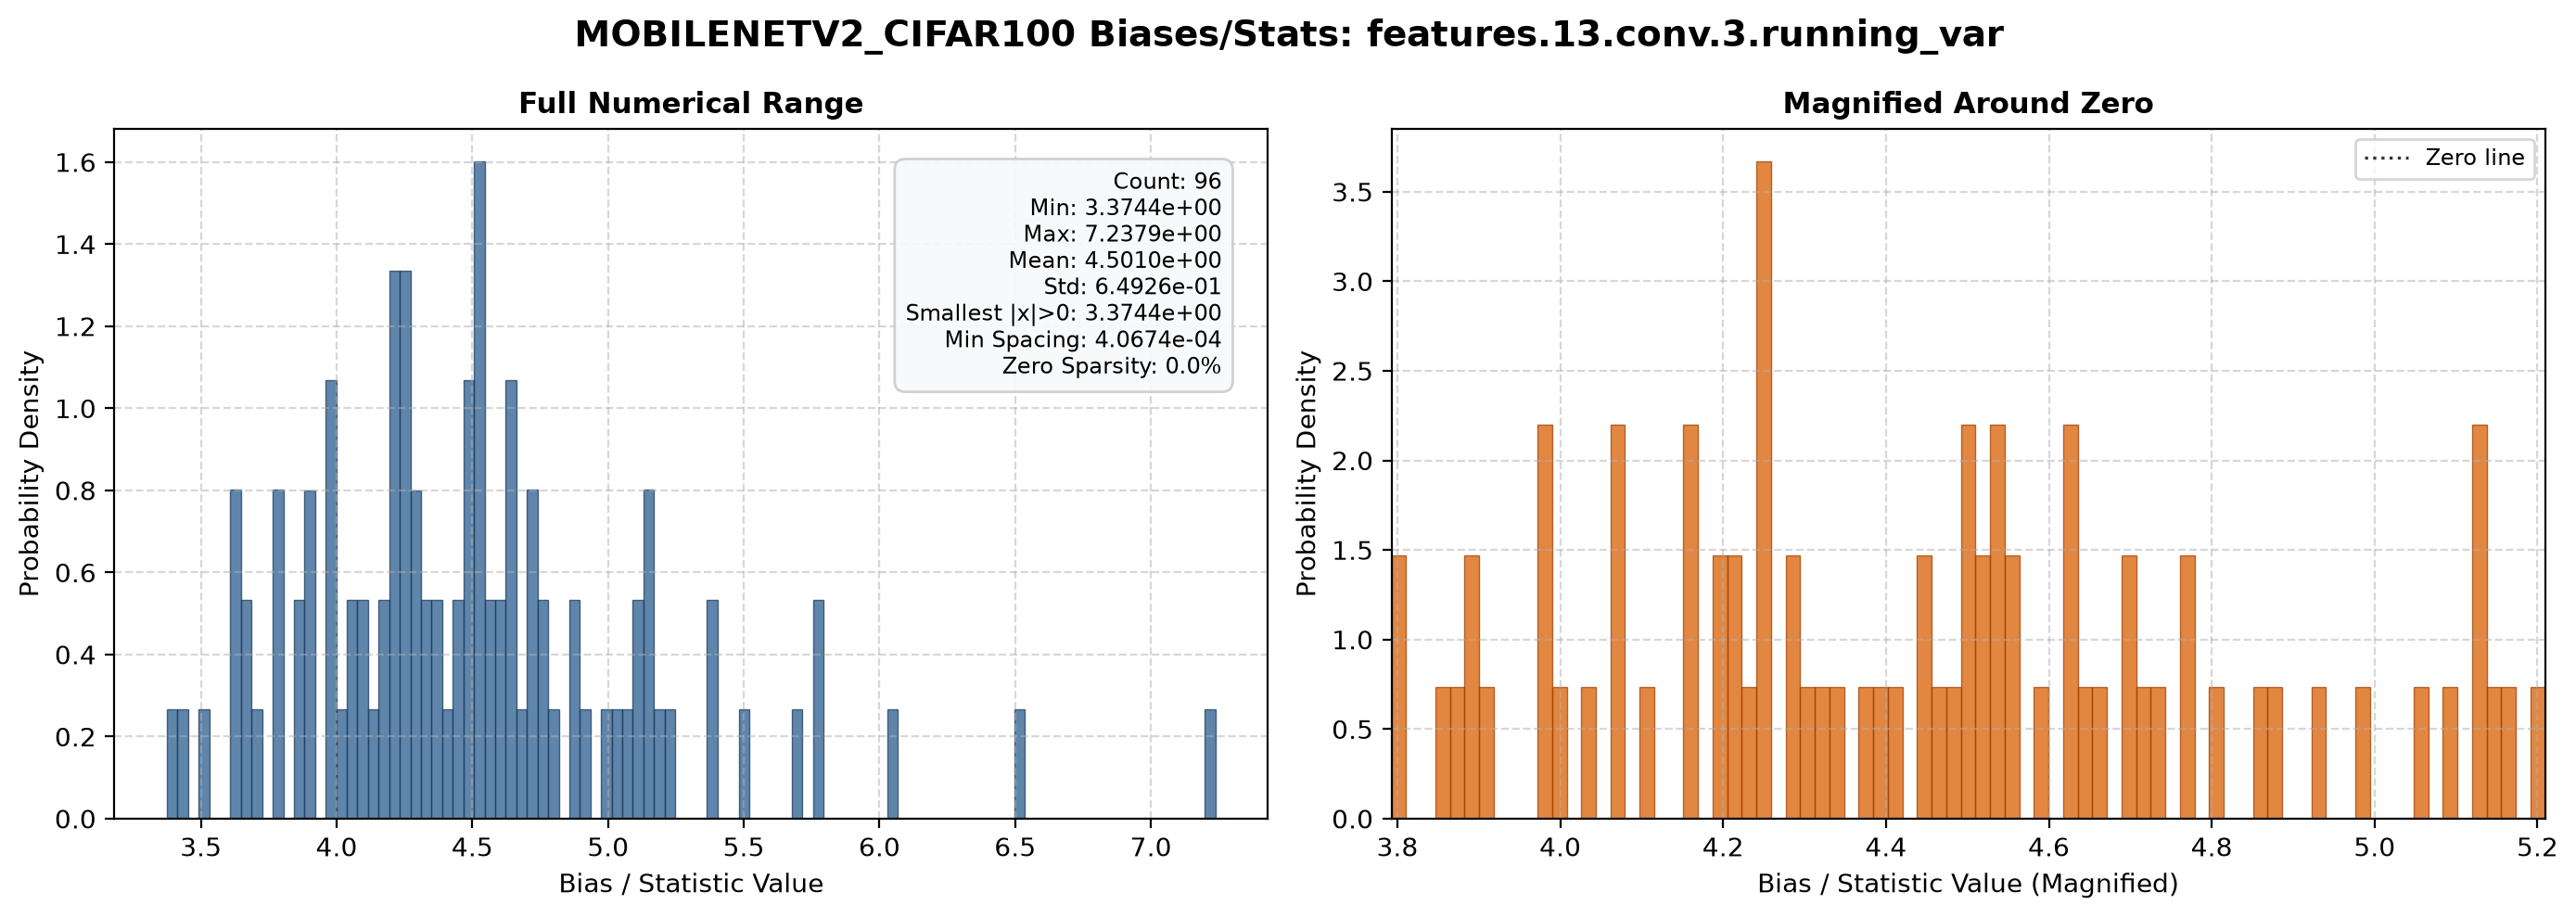 MOBILENETV2_CIFAR100 Biases/Stats: features.13.conv.3.running_var
Full Numerical Range
Probability Density
1.6
1.4
1.2
1.0
0.8
0.6
0.4
0.2
0.0
Count: 96
Min: 3.3744e+00
Max: 7.2379e+00
Mean: 4.5010e+00
Std: 6.4926e-01
Smallest |x|>0: 3.3744e+00
Min Spacing: 4.0674e-04
Zero Sparsity: 0.0%
3.5 4.0 4.5 5.0 5.5 6.0 6.5 7.0
Bias / Statistic Value
Magnified Around Zero
Probability Density
3.5
3.0
2.5
2.0
1.5
1.0
0.5
0.0
Zero line
3.8 4.0 4.2 4.4 4.6 4.8 5.0 5.2
Bias / Statistic Value (Magnified)